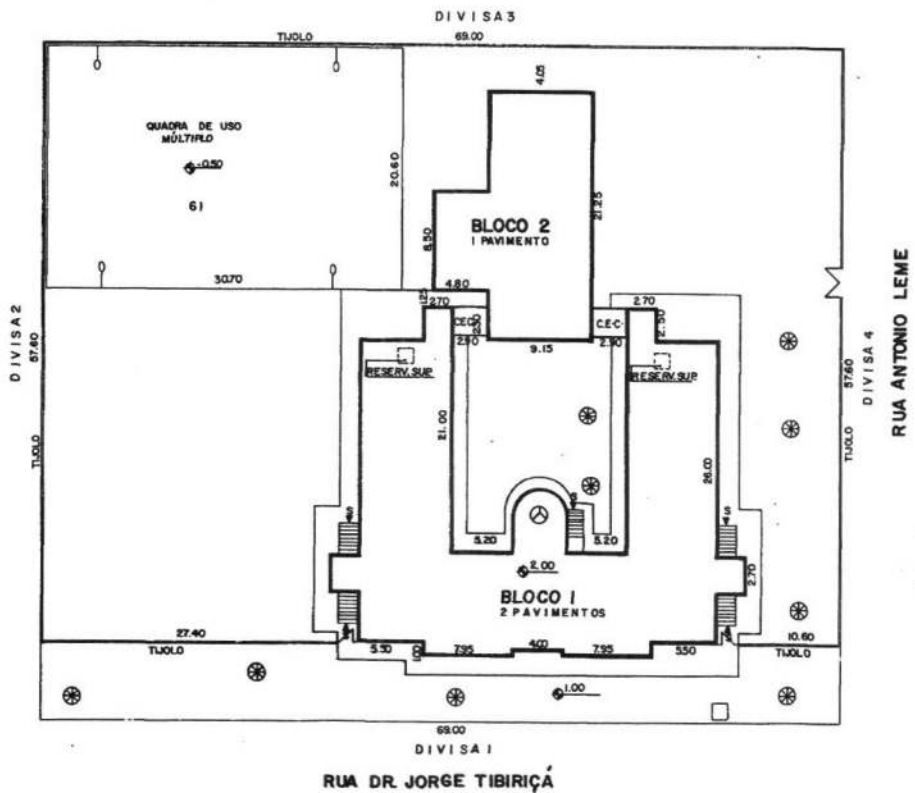 DIVISA 3
TIJOLO
69.00
4.05
QUADRA DE USO
MÚLTIPLO
-0.50
61
20.60
21.25
BLOCO 2
1 PAVIMENTO
8.50
30.70
4.80
1.25
2.70
2.70
C.E.C.
2.50
C.E.C.
2.50
2.90
9.15
2.90
DIVISA 2
57.60
TIJOLO
RESERV. SUP.
RESERV. SUP.
21.00
26.00
DIVISA 4
57.60
TIJOLO
RUA ANTONIO LEME
S
S
S
5.20
5.20
2.00
2.70
BLOCO 1
2 PAVIMENTOS
27.40
TIJOLO
5.50
1.00
7.95
4.00
7.95
5.50
10.60
TIJOLO
1.00
69.00
DIVISA 1
RUA DR. JORGE TIBIRIÇÁ